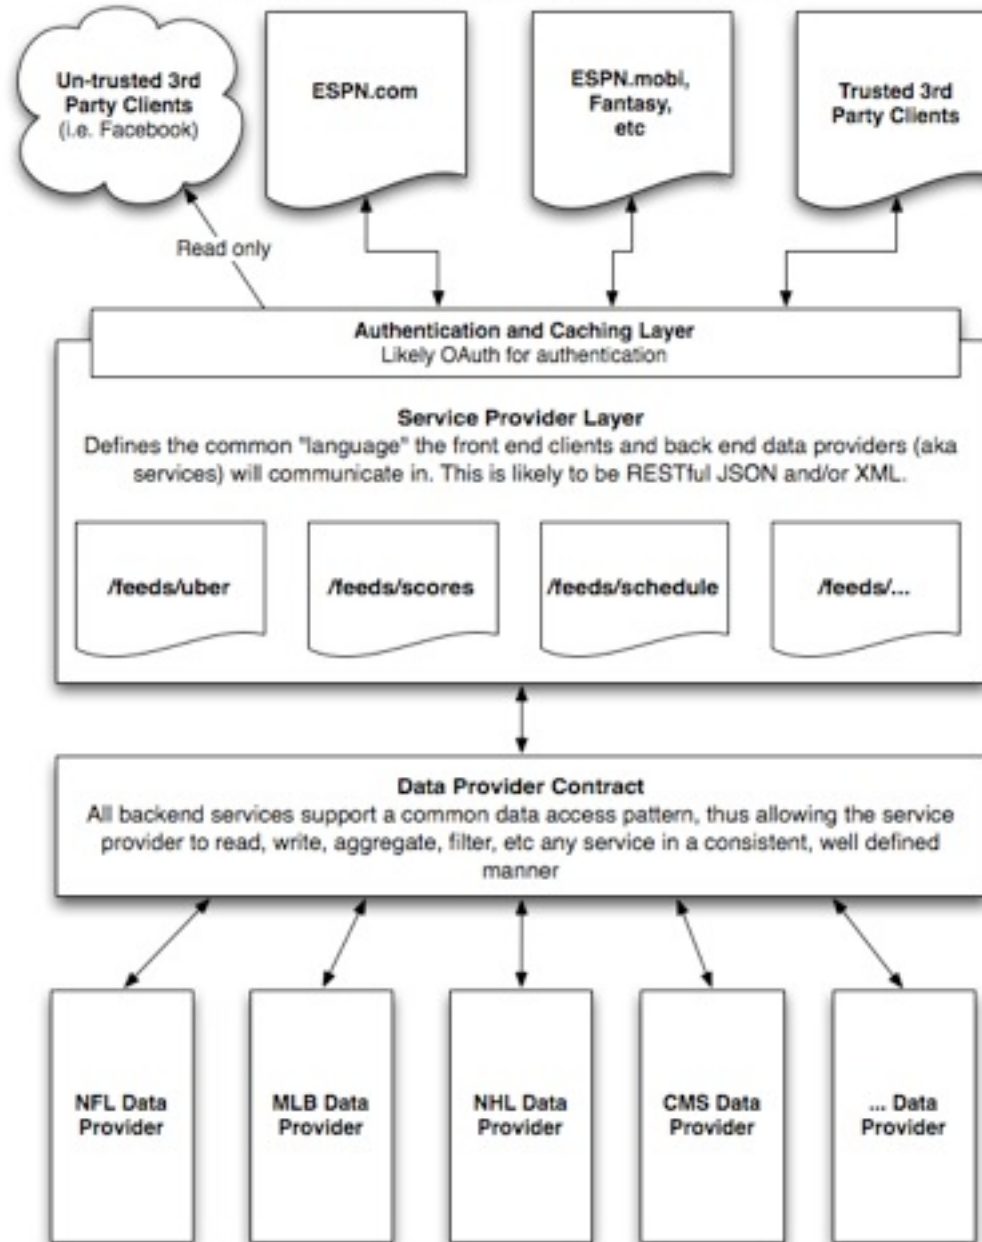 Un-trusted 3rd
Party Clients
(i.e. Facebook)
ESPN.com
ESPN.mobi,
Fantasy,
etc
Trusted 3rd
Party Clients
Read only
Authentication and Caching Layer
Likely OAuth for authentication
Service Provider Layer
Defines the common "language" the front end clients and back end data providers (aka
services) will communicate in. This is likely to be RESTful JSON and/or XML.
/feeds/uber
/feeds/scores
/feeds/schedule
/feeds/...
Data Provider Contract
All backend services support a common data access pattern, thus allowing the service
provider to read, write, aggregate, filter, etc any service in a consistent, well defined
manner
NFL Data
Provider
MLB Data
Provider
NHL Data
Provider
CMS Data
Provider
... Data
Provider